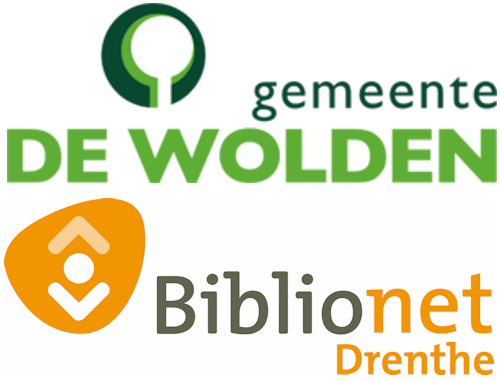 gemeente
DE WOLDEN
Biblionet
Drenthe